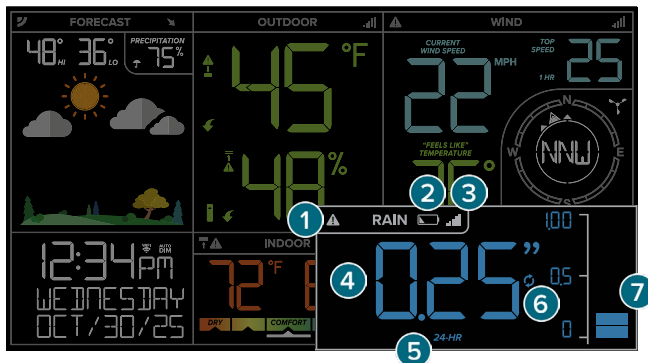 FORECAST
48° HI 36° LO
PRECIPITATION
75%
12:34 PM
AUTO DIM
WEDNESDAY
OCT/30/25
OUTDOOR
45 °F
48%
INDOOR
72 °F
DRY COMFORT
WIND
CURRENT WIND SPEED
22 MPH
TOP SPEED
25
1 HR
"FEELS LIKE" TEMPERATURE
N
W E
NNW
1 2 3
RAIN
4 0.25" 6
24-HR
5
1.00
0.5
0
7